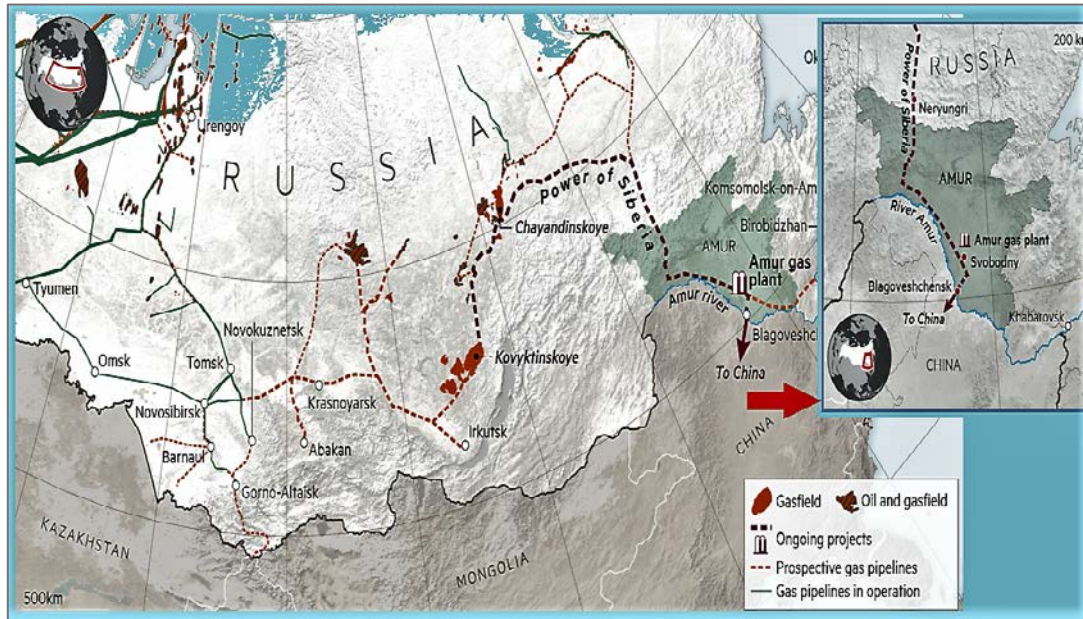 Urengoy
RUSSIA
Tyumen
Omsk
Tomsk
Novokuznetsk
Novosibirsk
Barnaul
Krasnoyarsk
Abakan
Gorno-Altaisk
Irkutsk
Kovyktinskoye
Chayandinskoye
Power of Siberia
Ok
Komsomolsk-on-Am
Birobidzhan
AMUR
Amur gas
plant
Amur river
Blagoveshch
To China
CHINA
KAZAKHSTAN
MONGOLIA
500km
200 km
RUSSIA
Power of Siberia
Neryungri
AMUR
River Amur
Amur gas plant
Svobodny
Blagoveshchensk
To China
Khabarovsk
CHINA
Gasfield
Oil and gasfield
Ongoing projects
Prospective gas pipelines
Gas pipelines in operation